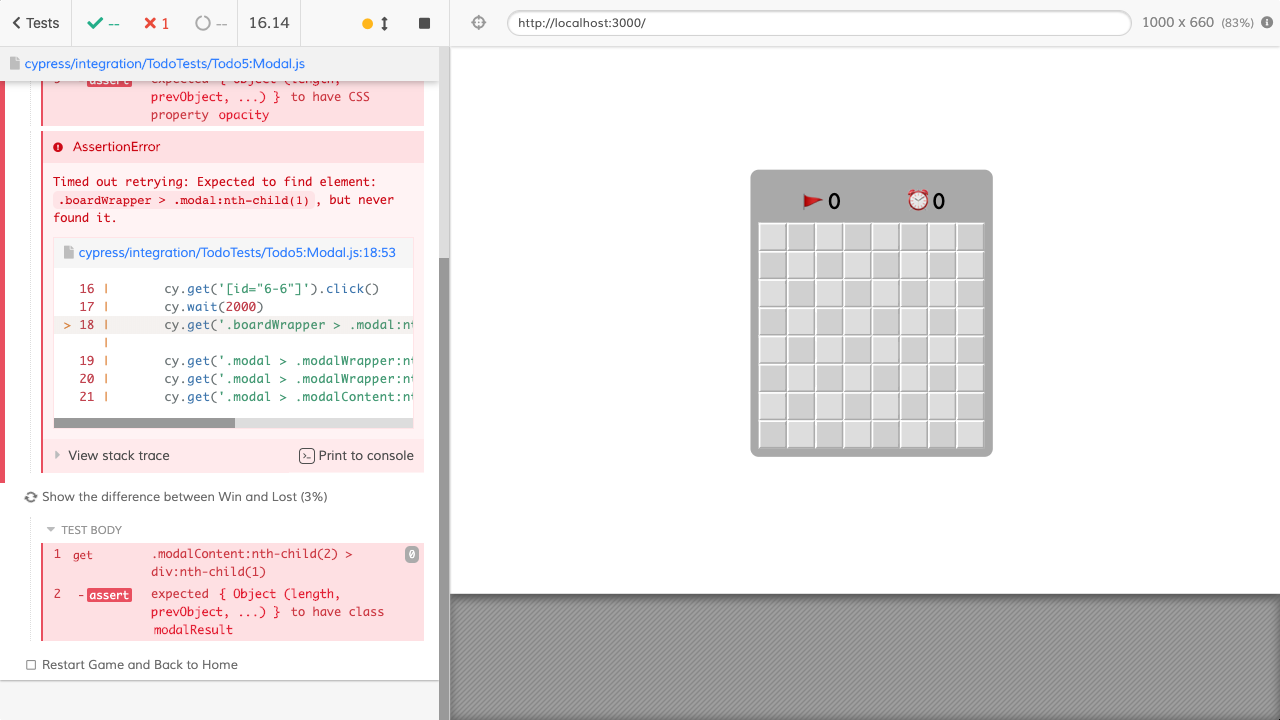 Tests
--
1
--
16.14
http://localhost:3000/
1000 x 660 (83%)
cypress/integration/TodoTests/Todo5:Modal.js
- assert expected { Object (length,
prevObject, ...) } to have CSS
property opacity
AssertionError
Timed out retrying: Expected to find element:
.boardWrapper > .modal:nth-child(1), but never
found it.
cypress/integration/TodoTests/Todo5:Modal.js:18:53
16 | cy.get('[id="6-6"]').click()
17 | cy.wait(2000)
> 18 | cy.get('.boardWrapper > .modal:nt
|
19 | cy.get('.modal > .modalWrapper:nt
20 | cy.get('.modal > .modalWrapper:nt
21 | cy.get('.modal > .modalContent:nt
View stack trace
Print to console
Show the difference between Win and Lost (3%)
TEST BODY
1 get .modalContent:nth-child(2) > 0
div:nth-child(1)
2 - assert expected { Object (length,
prevObject, ...) } to have class
modalResult
Restart Game and Back to Home
0
0